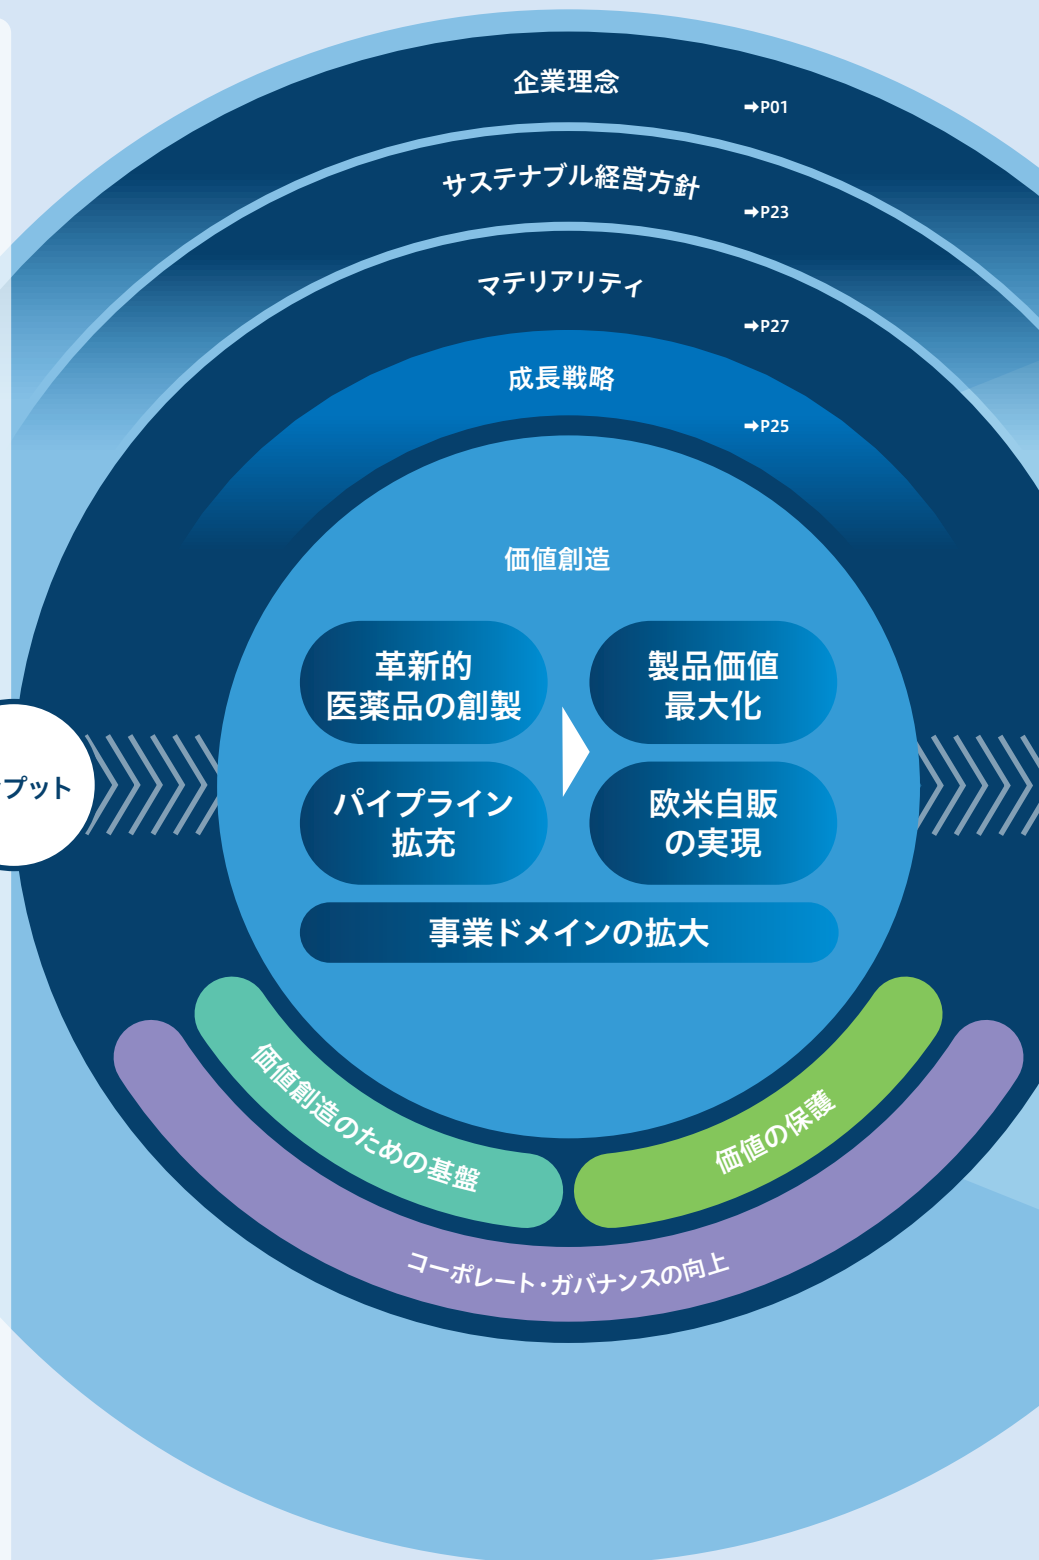 企業理念
➡P01
サステナブル経営方針
➡P23
マテリアリティ
➡P27
成長戦略
➡P25
価値創造
革新的
医薬品の創製
製品価値
最大化
パイプライン
拡充
欧米自販
の実現
事業ドメインの拡大
プット
価値創造のための基盤
価値の保護
コーポレート・ガバナンスの向上